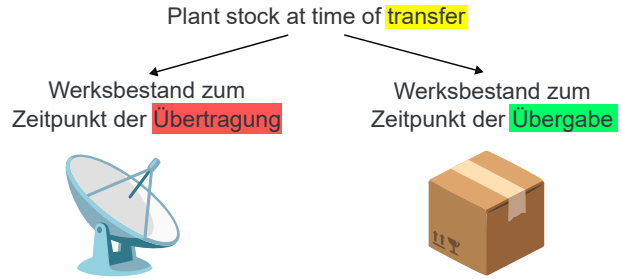 Plant stock at time of transfer
Werksbestand zum
Zeitpunkt der Übertragung
Werksbestand zum
Zeitpunkt der Übergabe